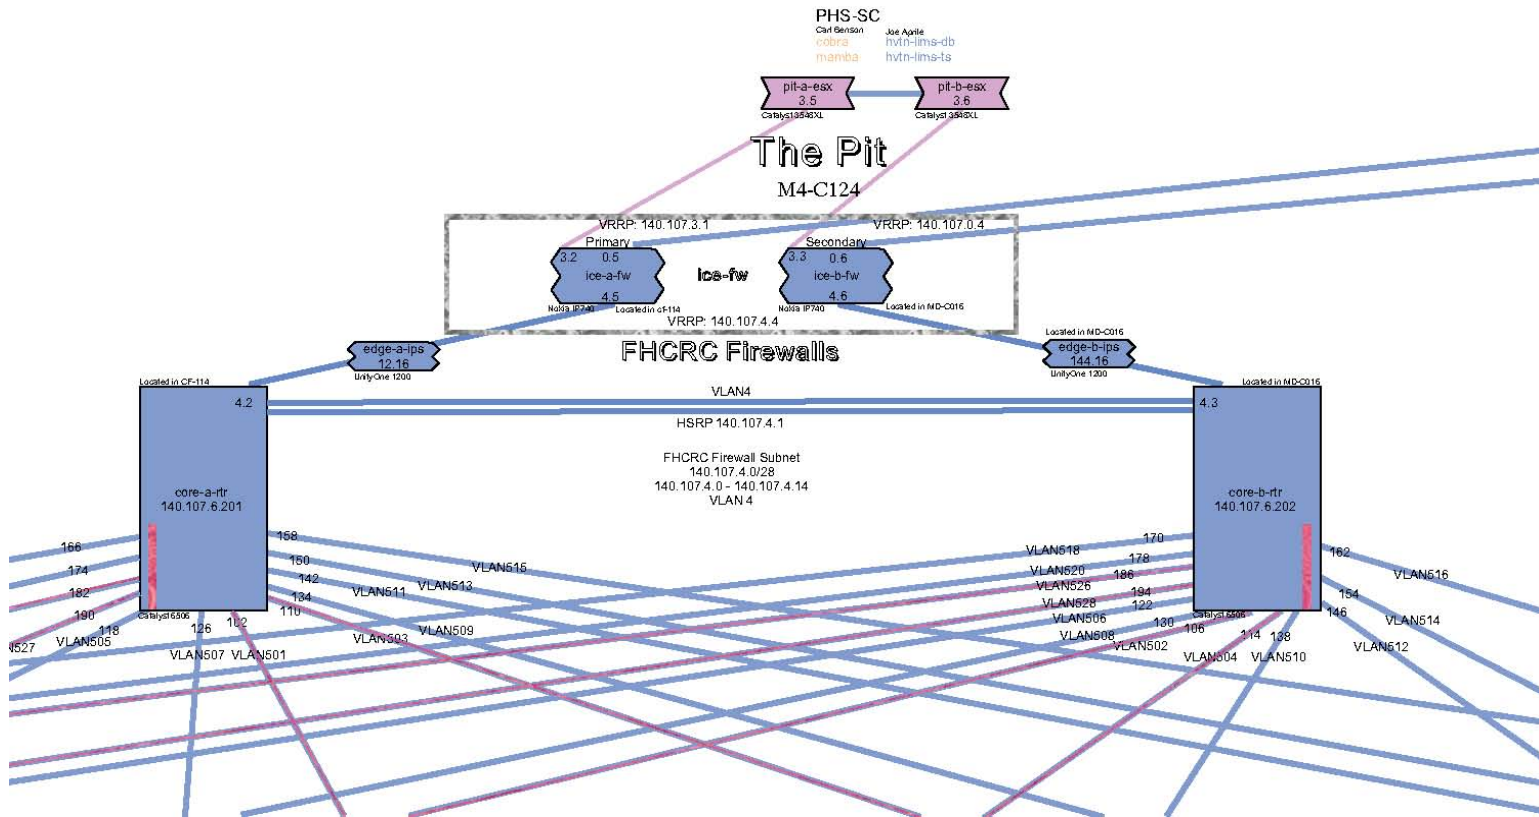 PHS-SC
Carl Benson Joe Aprile
cobra hvtn-lims-db
mamba hvtn-lims-ts
pit-a-esx pit-b-esx
3.5 3.6
Catalyst3548XL Catalyst3548XL
The Pit
M4-C124
VRRP: 140.107.3.1 VRRP: 140.107.0.4
Primary Secondary
3.2 0.5 3.3 0.6
ice-a-fw ice-fw ice-b-fw
4.5 4.6
Nokia IP740 Located in cf-114 Nokia IP740 Located in MD-C016
VRRP: 140.107.4.4
FHCRC Firewalls
edge-a-ips
12.16
UnityOne 1200
Located in MD-C016
edge-b-ips
144.16
UnityOne 1200
Located in CF-114 Located in MD-C016
VLAN4
4.2 4.3
HSRP 140.107.4.1
FHCRC Firewall Subnet
140.107.4.0/28
140.107.4.0 - 140.107.4.14
VLAN 4
core-a-rtr
140.107.6.201
core-b-rtr
140.107.6.202
166 158 170 162
174 150 178 154
182 142 186 146
190 134 194
118 110 122
126 102 130 106 114 138
Catalyst6506 Catalyst6506
VLAN515 VLAN518 VLAN516
VLAN511 VLAN513 VLAN520
VLAN526
VLAN528 VLAN514
VLAN505 VLAN509 VLAN506
VLAN508 VLAN512
VLAN507 VLAN501 VLAN502 VLAN504 VLAN510